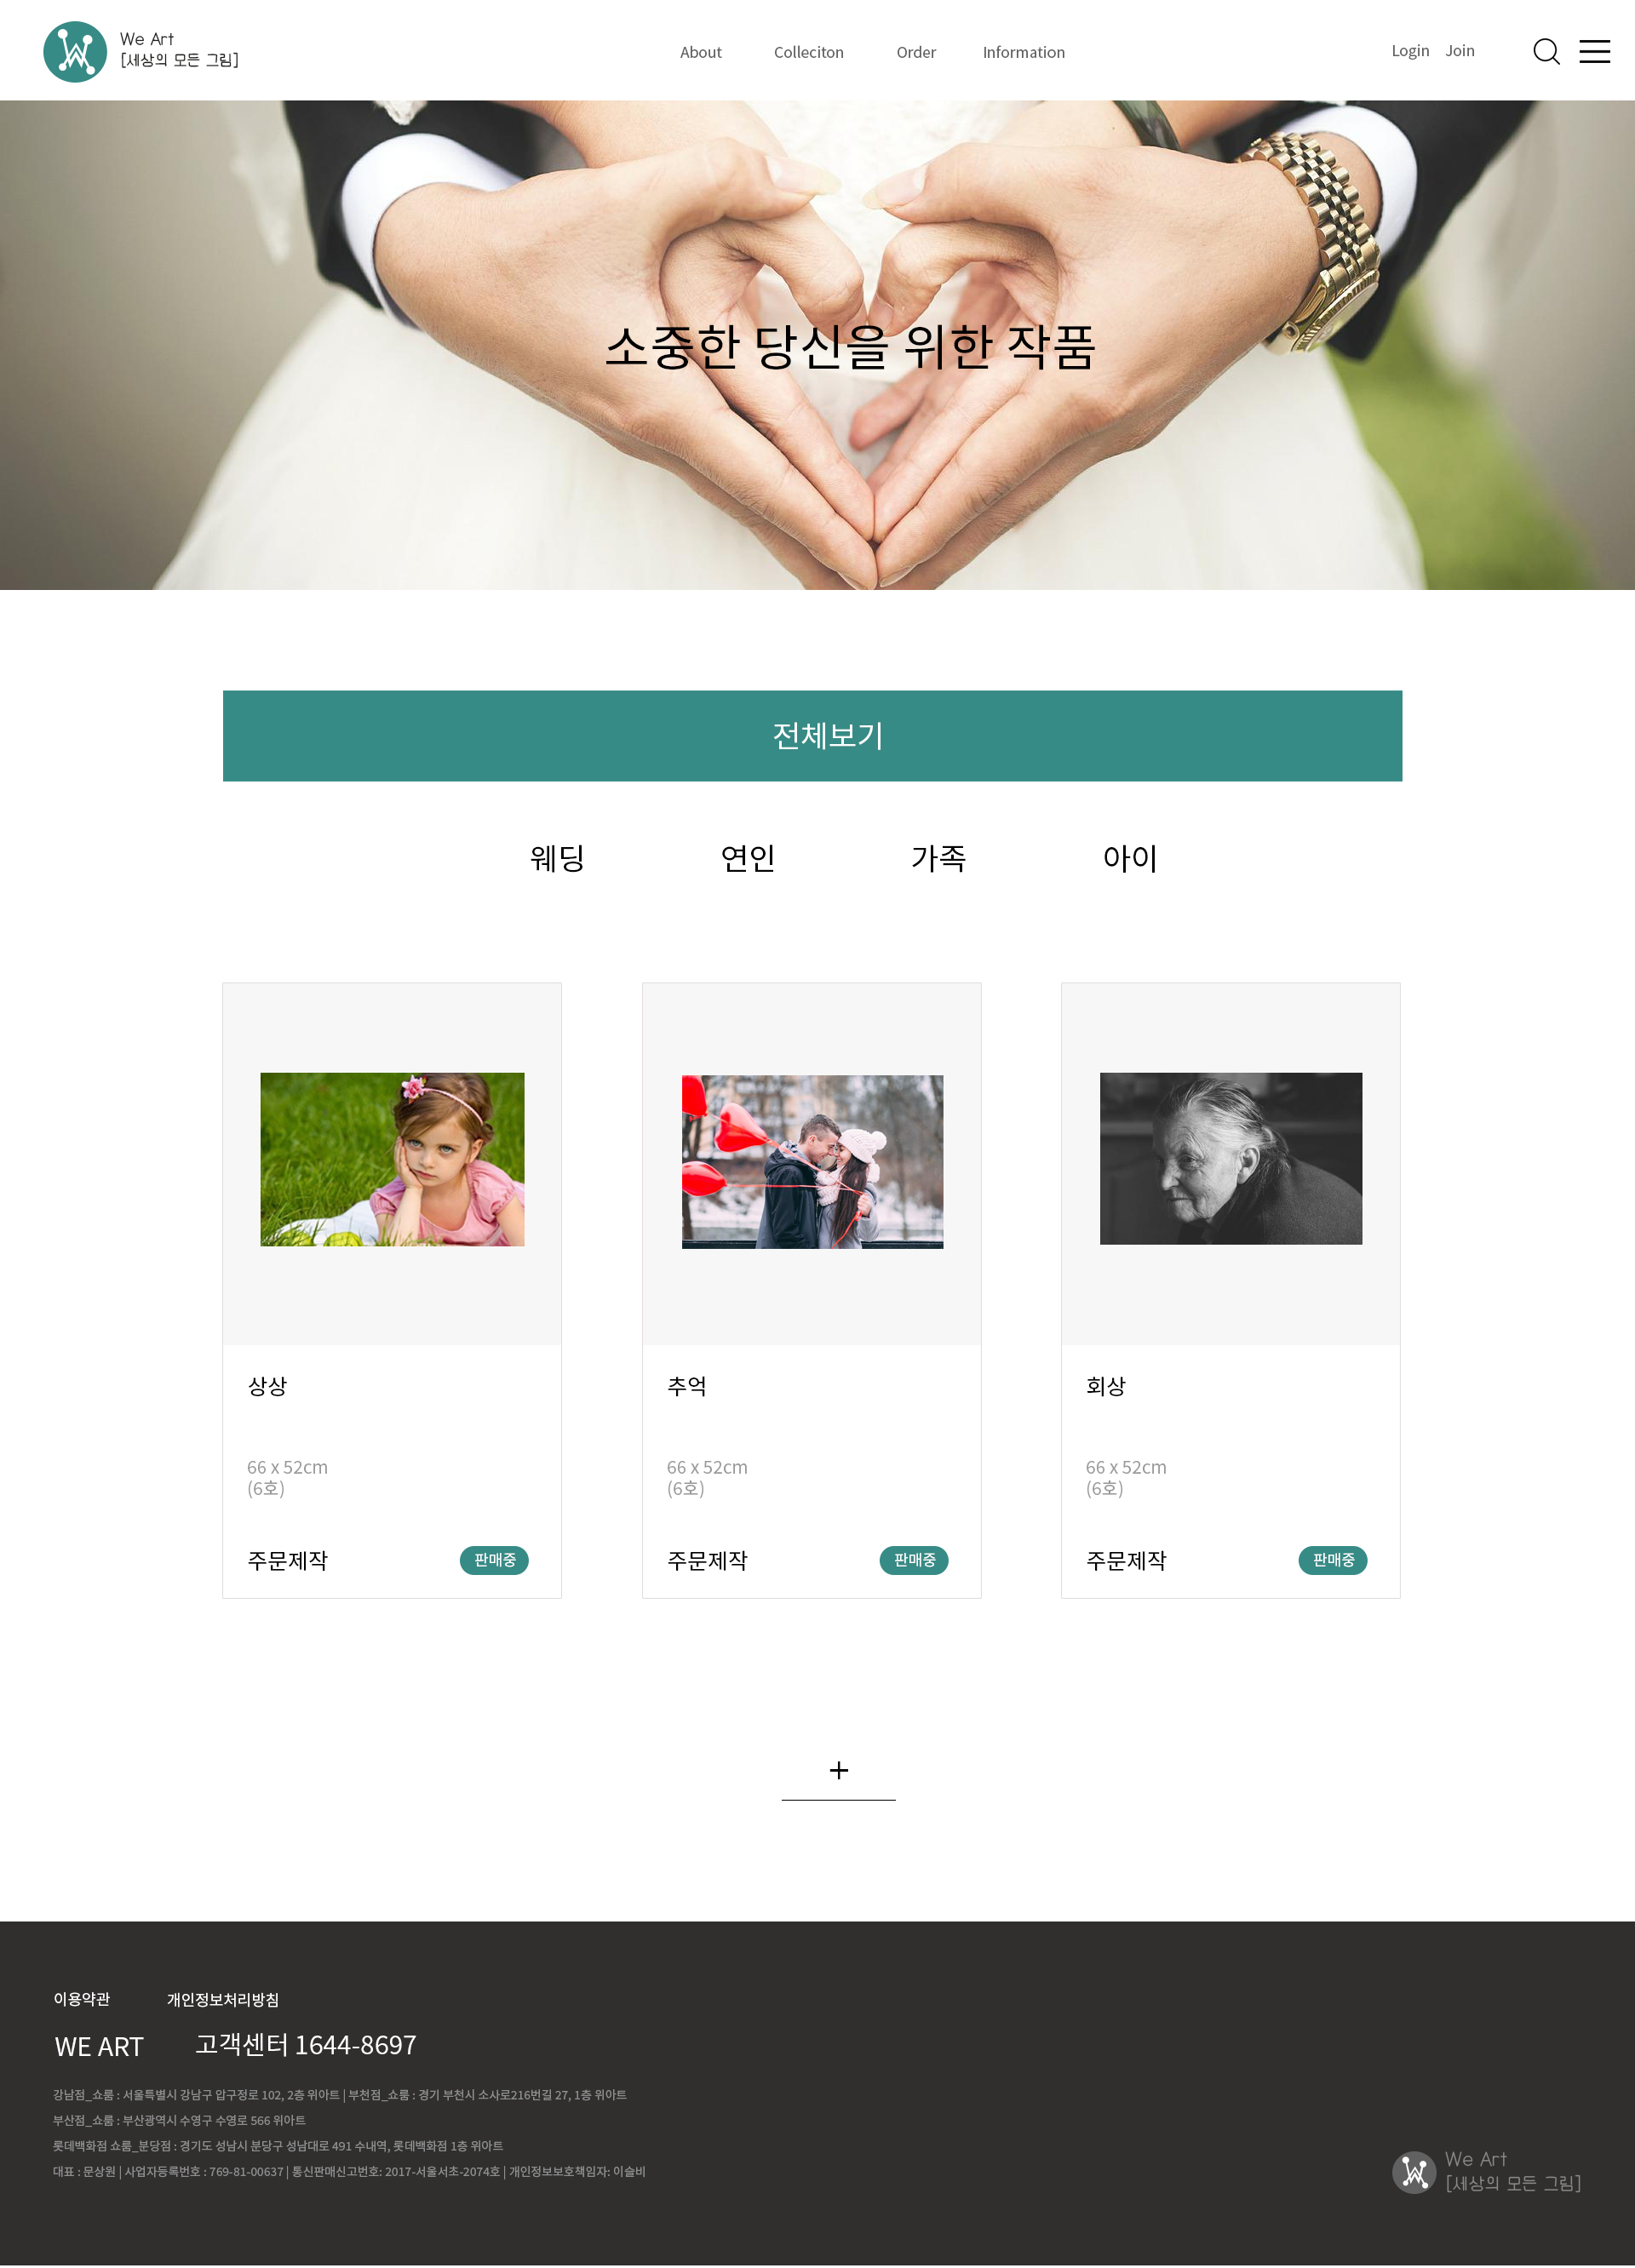 We Art
[세상의 모든 그림]
About Colleciton Order Information
Login Join
소중한 당신을 위한 작품
전체보기
웨딩 연인 가족 아이
상상
66 x 52cm
(6호)
주문제작 판매중
추억
66 x 52cm
(6호)
주문제작 판매중
회상
66 x 52cm
(6호)
주문제작 판매중
+
이용약관 개인정보처리방침
WE ART 고객센터 1644-8697
강남점_쇼룸 : 서울특별시 강남구 압구정로 102, 2층 위아트 | 부천점_쇼룸 : 경기 부천시 소사로216번길 27, 1층 위아트
부산점_쇼룸 : 부산광역시 수영구 수영로 566 위아트
롯데백화점 쇼룸_분당점 : 경기도 성남시 분당구 성남대로 491 수내역, 롯데백화점 1층 위아트
대표 : 문상원 | 사업자등록번호 : 769-81-00637 | 통신판매신고번호: 2017-서울서초-2074호 | 개인정보보호책임자: 이슬비
We Art
[세상의 모든 그림]